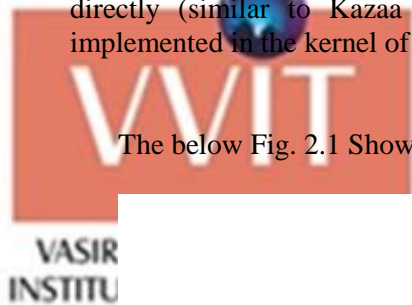 directly (similar to Kazaa
implemented in the kernel of
VVIT
The below Fig. 2.1 Show
VASIR
INSTITU